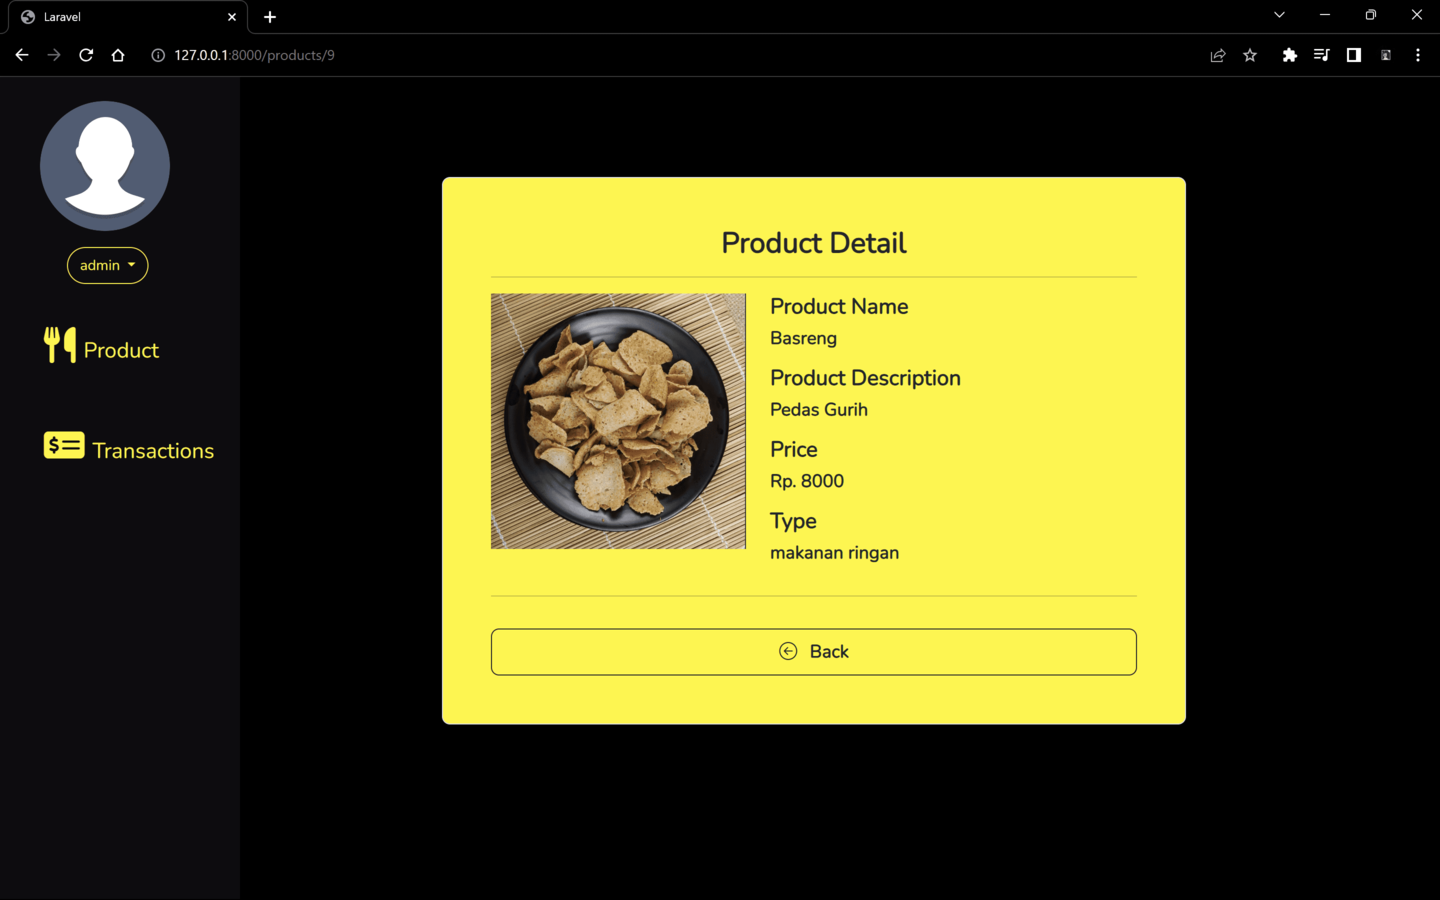 Laravel
127.0.0.1:8000/products/9
admin
Product
$
Transactions
Product Detail
Product Name
Basreng
Product Description
Pedas Gurih
Price
Rp. 8000
Type
makanan ringan
Back